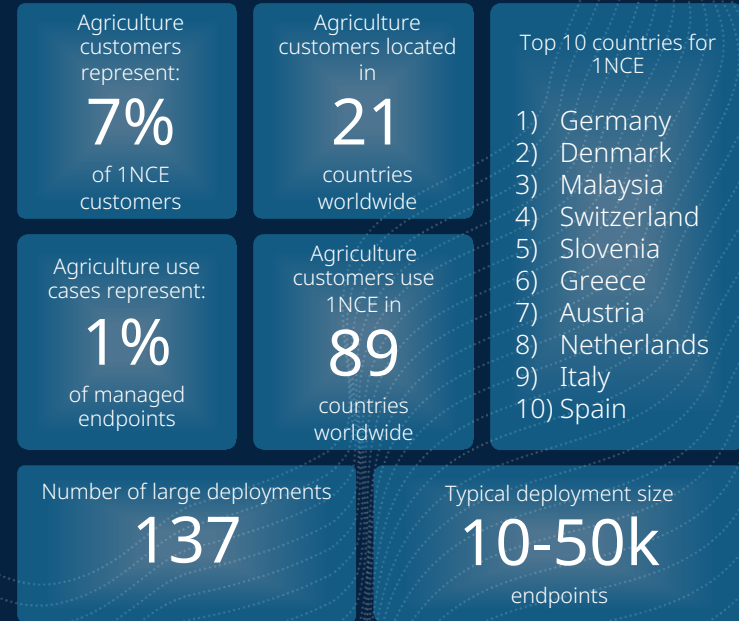 Agriculture
customers
represent:
7%
of 1NCE
customers
Agriculture
customers located
in
21
countries
worldwide
Top 10 countries for
1NCE
1) Germany
2) Denmark
3) Malaysia
4) Switzerland
5) Slovenia
6) Greece
7) Austria
8) Netherlands
9) Italy
10) Spain
Agriculture use
cases represent:
1%
of managed
endpoints
Agriculture
customers use
1NCE in
89
countries
worldwide
Number of large deployments
137
Typical deployment size
10-50k
endpoints